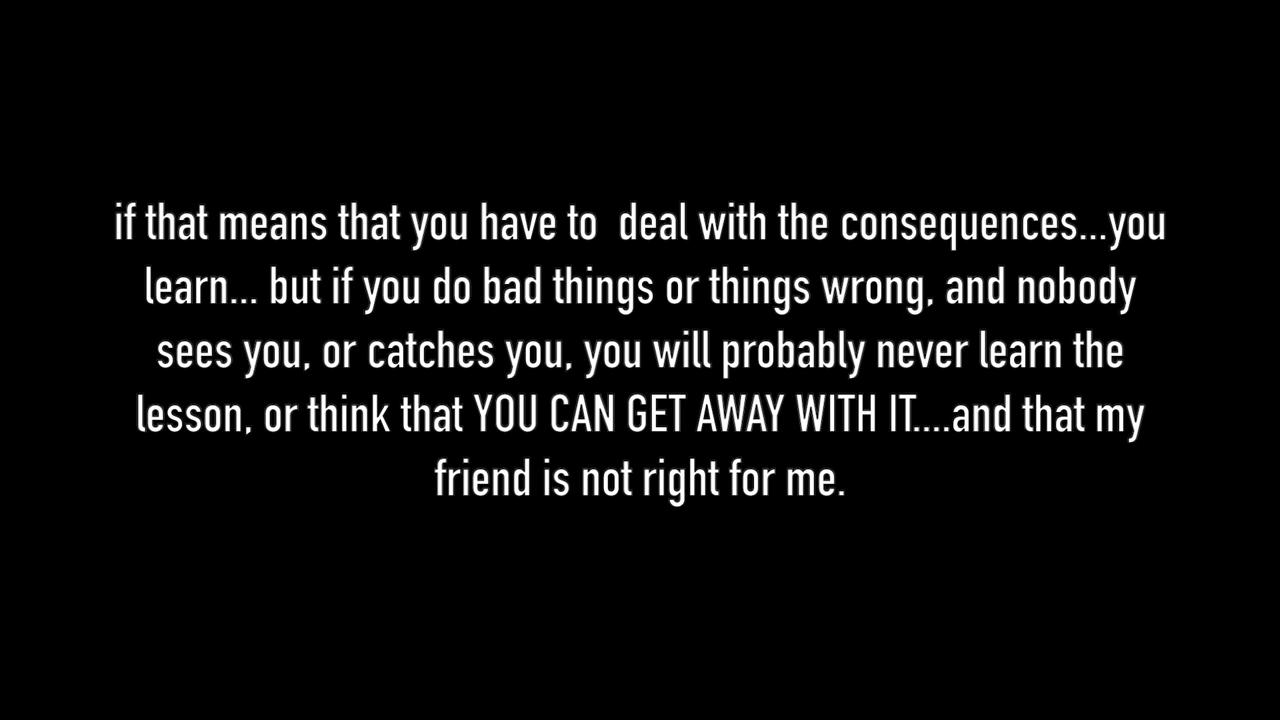 if that means that you have to  deal with the consequences...you
learn... but if you do bad things or things wrong, and nobody
sees you, or catches you, you will probably never learn the
lesson, or think that YOU CAN GET AWAY WITH IT....and that my
friend is not right for me.